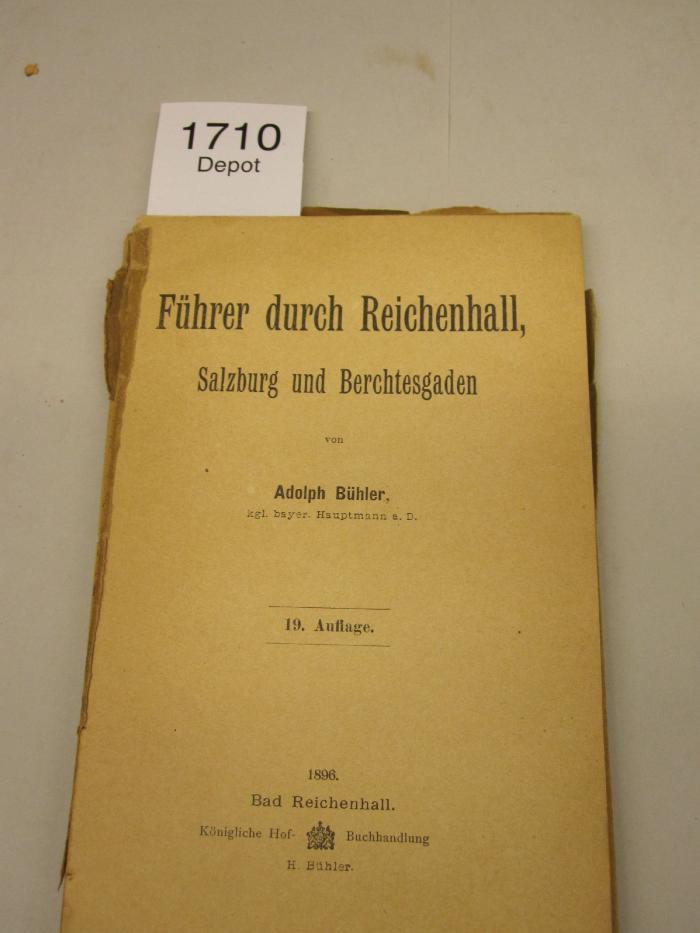 1710
Depot
Führer durch Reichenhall,
Salzburg und Berchtesgaden
von
Adolph Bühler,
kgl. bayer. Hauptmann a. D.
19. Auflage.
1896.
Bad Reichenhall.
Königliche Hof- Buchhandlung
H. Bühler.